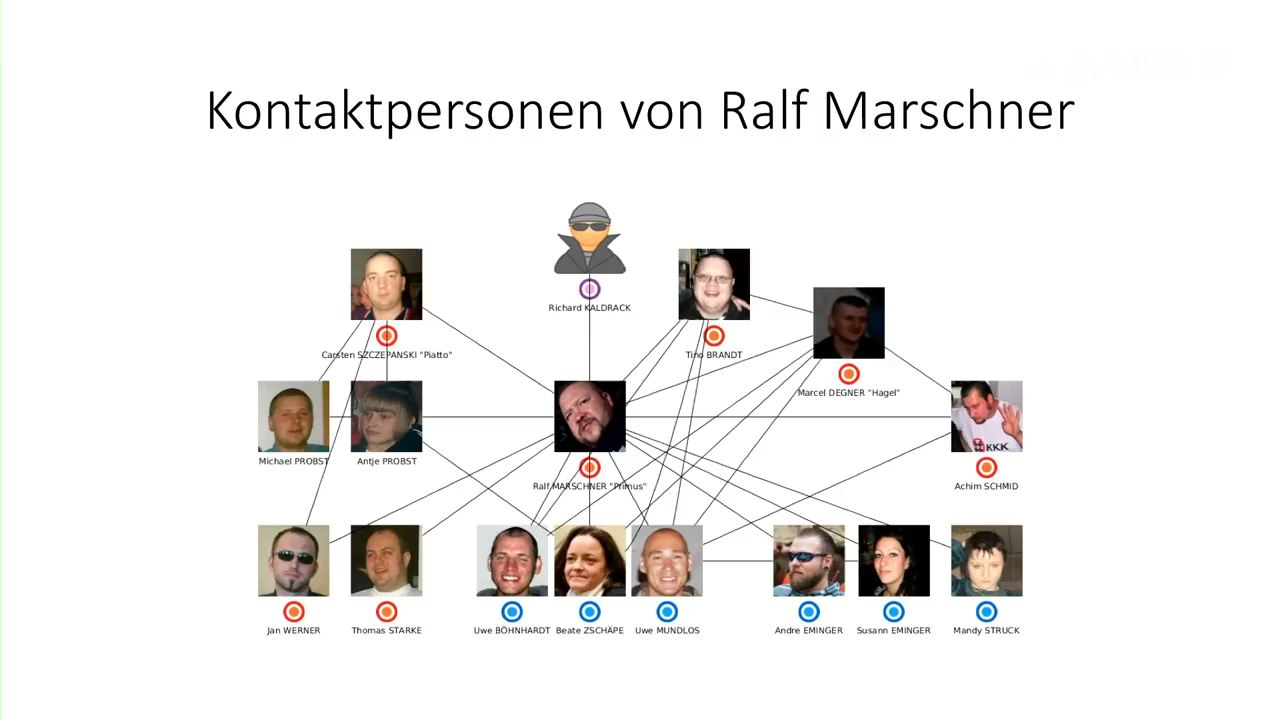 Kontaktpersonen von Ralf Marschner
Richard KALDRACK
Carsten SZCZEPANSKI "Piatto"
Tino BRANDT
Marcel DEGNER "Hagel"
KKK
Michael PROBST
Antje PROBST
Ralf MARSCHNER "Primus"
Achim SCHMID
Jan WERNER
Thomas STARKE
Uwe BÖHNHARDT
Beate ZSCHÄPE
Uwe MUNDLOS
Andre EMINGER
Susann EMINGER
Mandy STRUCK